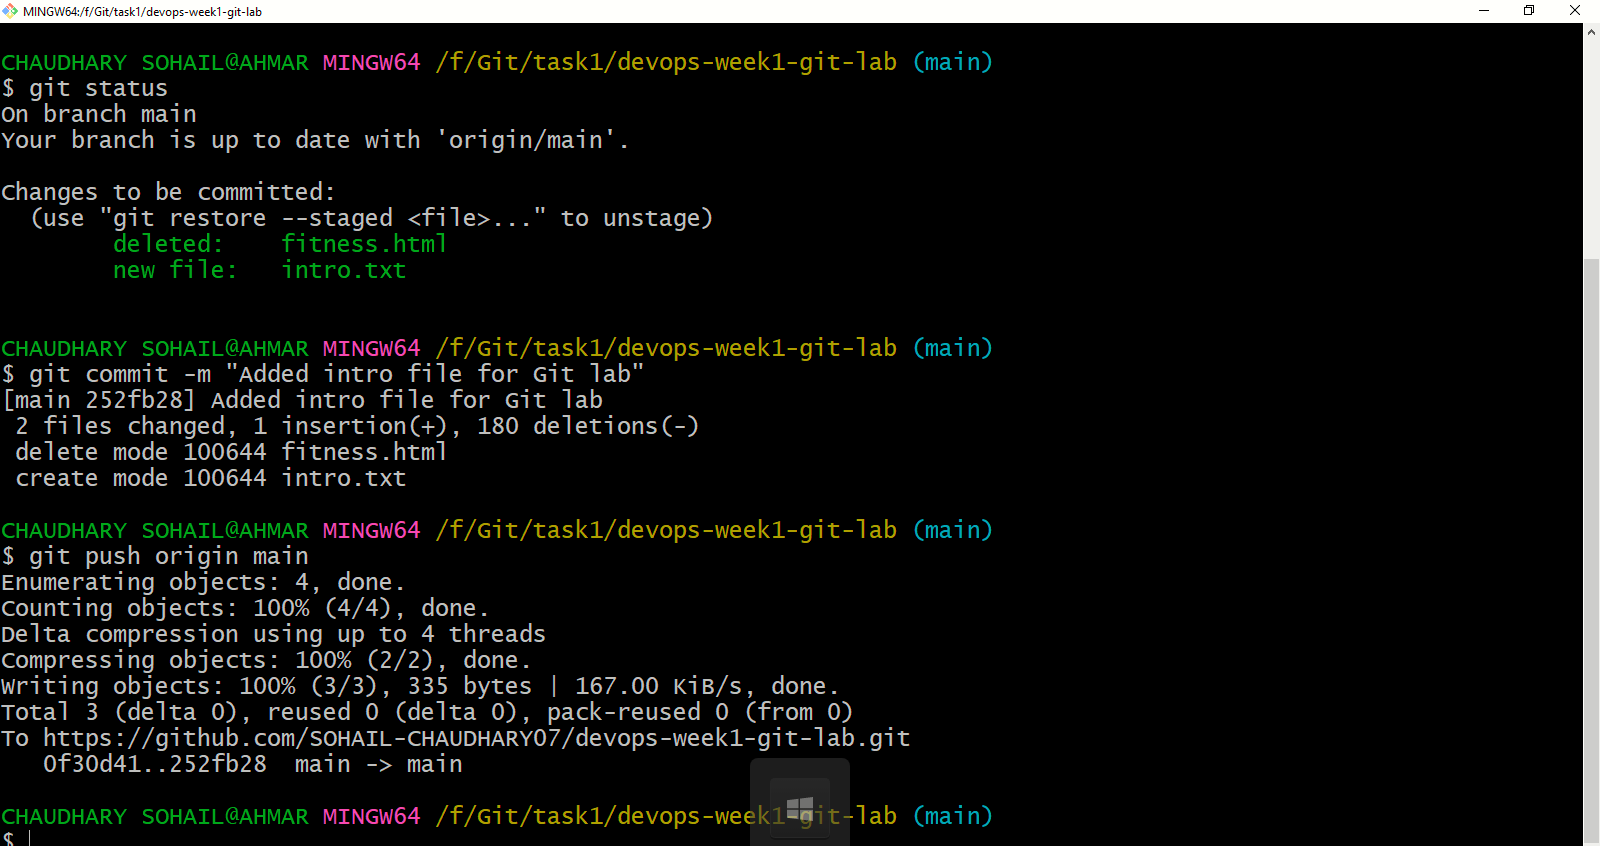 MINGW64:/f/Git/task1/devops-week1-git-lab
CHAUDHARY SOHAIL@AHMAR MINGW64 /f/Git/task1/devops-week1-git-lab (main)
$ git status
On branch main
Your branch is up to date with 'origin/main'.
Changes to be committed:
  (use "git restore --staged <file>..." to unstage)
        deleted:    fitness.html
        new file:   intro.txt
CHAUDHARY SOHAIL@AHMAR MINGW64 /f/Git/task1/devops-week1-git-lab (main)
$ git commit -m "Added intro file for Git lab"
[main 252fb28] Added intro file for Git lab
 2 files changed, 1 insertion(+), 180 deletions(-)
 delete mode 100644 fitness.html
 create mode 100644 intro.txt
CHAUDHARY SOHAIL@AHMAR MINGW64 /f/Git/task1/devops-week1-git-lab (main)
$ git push origin main
Enumerating objects: 4, done.
Counting objects: 100% (4/4), done.
Delta compression using up to 4 threads
Compressing objects: 100% (2/2), done.
Writing objects: 100% (3/3), 335 bytes | 167.00 KiB/s, done.
Total 3 (delta 0), reused 0 (delta 0), pack-reused 0 (from 0)
To https://github.com/SOHAIL-CHAUDHARY07/devops-week1-git-lab.git
   0f30d41..252fb28  main -> main
CHAUDHARY SOHAIL@AHMAR MINGW64 /f/Git/task1/devops-week1-git-lab (main)
$